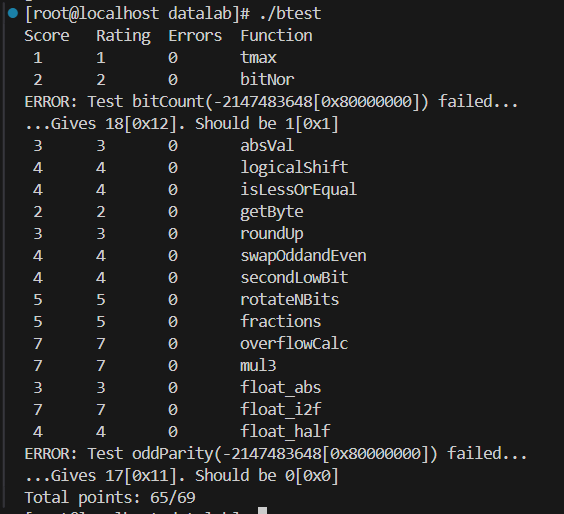 [root@localhost datalab]# ./btest
Score Rating Errors Function
1 1 0 tmax
2 2 0 bitNor
ERROR: Test bitCount(-2147483648[0x80000000]) failed...
...Gives 18[0x12]. Should be 1[0x1]
3 3 0 absVal
4 4 0 logicalShift
4 4 0 isLessOrEqual
2 2 0 getByte
3 3 0 roundUp
4 4 0 swapOddandEven
4 4 0 secondLowBit
5 5 0 rotateNBits
5 5 0 fractions
7 7 0 overflowCalc
7 7 0 mul3
3 3 0 float_abs
7 7 0 float_i2f
4 4 0 float_half
ERROR: Test oddParity(-2147483648[0x80000000]) failed...
...Gives 17[0x11]. Should be 0[0x0]
Total points: 65/69